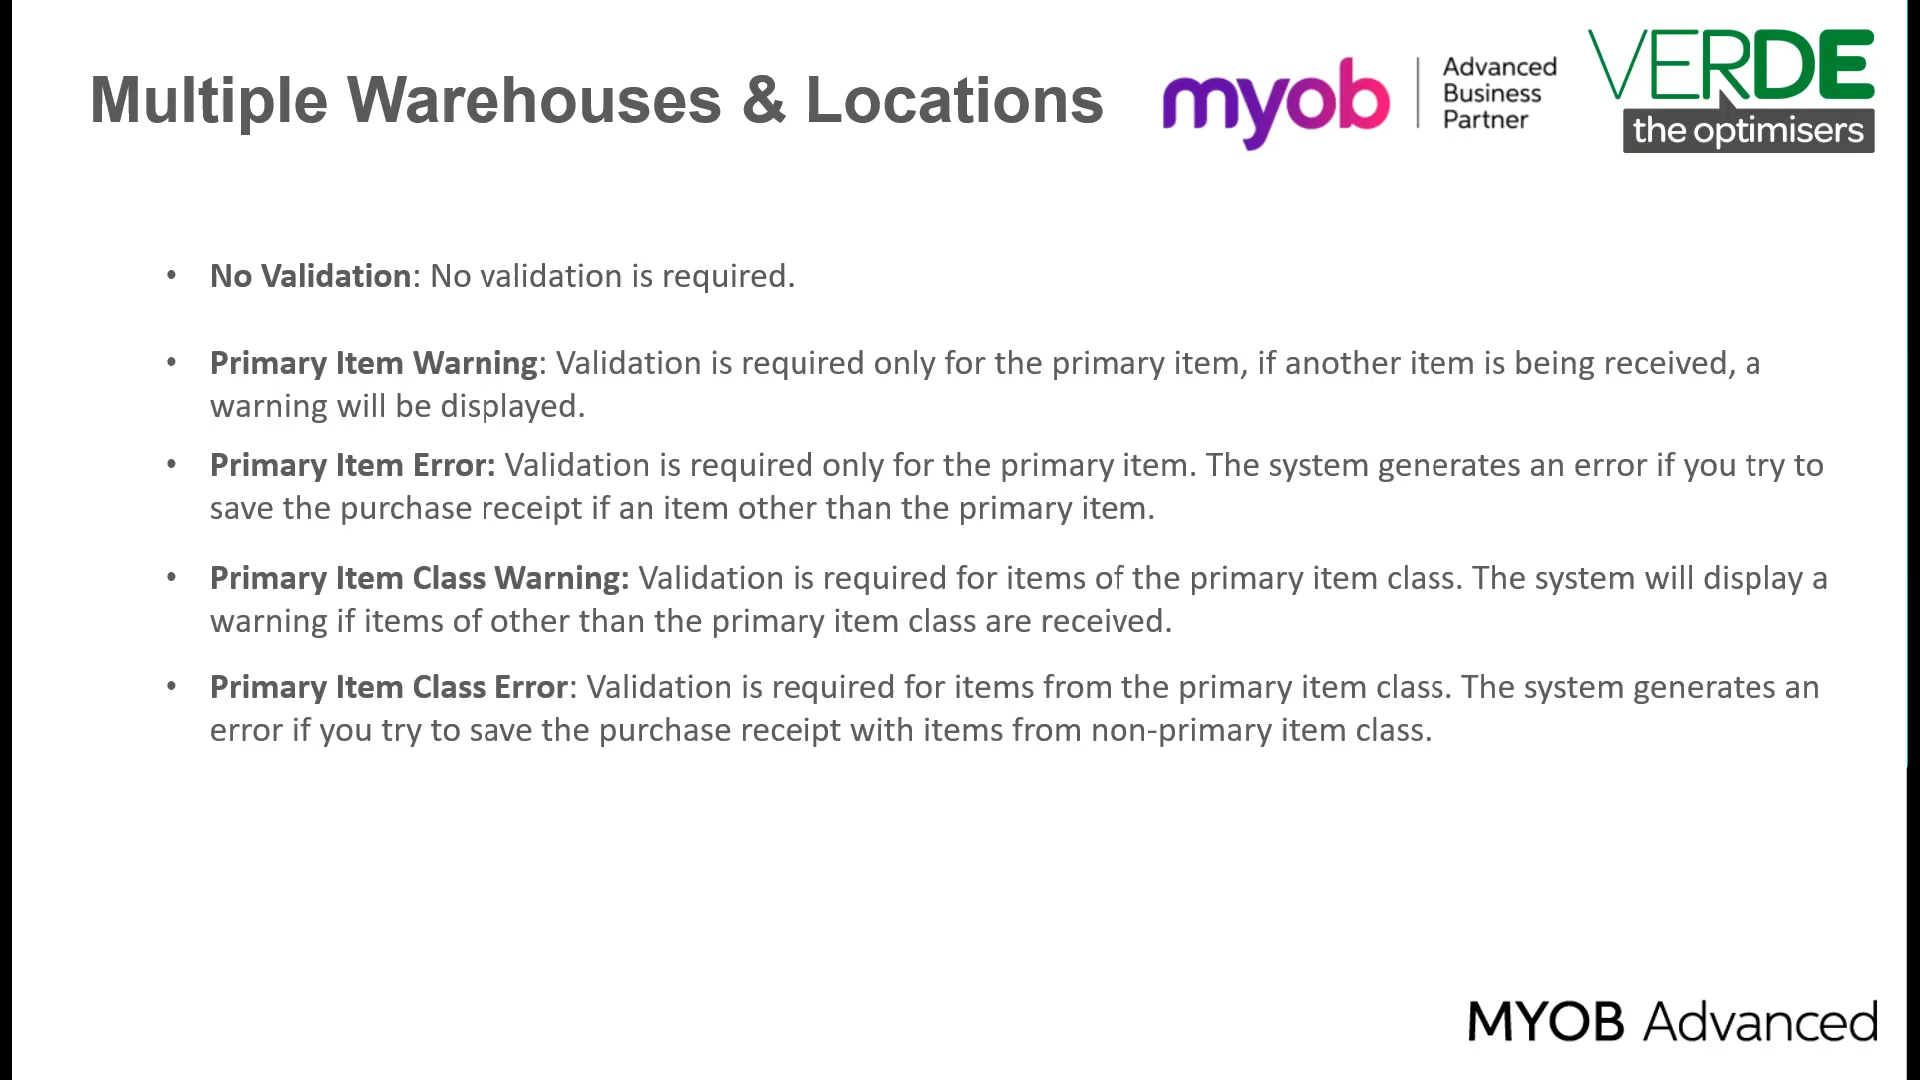 Multiple Warehouses & Locations
myob
Advanced
Business
Partner
VERDE
the optimisers
• No Validation: No validation is required.
• Primary Item Warning: Validation is required only for the primary item, if another item is being received, a
warning will be displayed.
• Primary Item Error: Validation is required only for the primary item. The system generates an error if you try to
save the purchase receipt if an item other than the primary item.
• Primary Item Class Warning: Validation is required for items of the primary item class. The system will display a
warning if items of other than the primary item class are received.
• Primary Item Class Error: Validation is required for items from the primary item class. The system generates an
error if you try to save the purchase receipt with items from non-primary item class.
MYOB Advanced